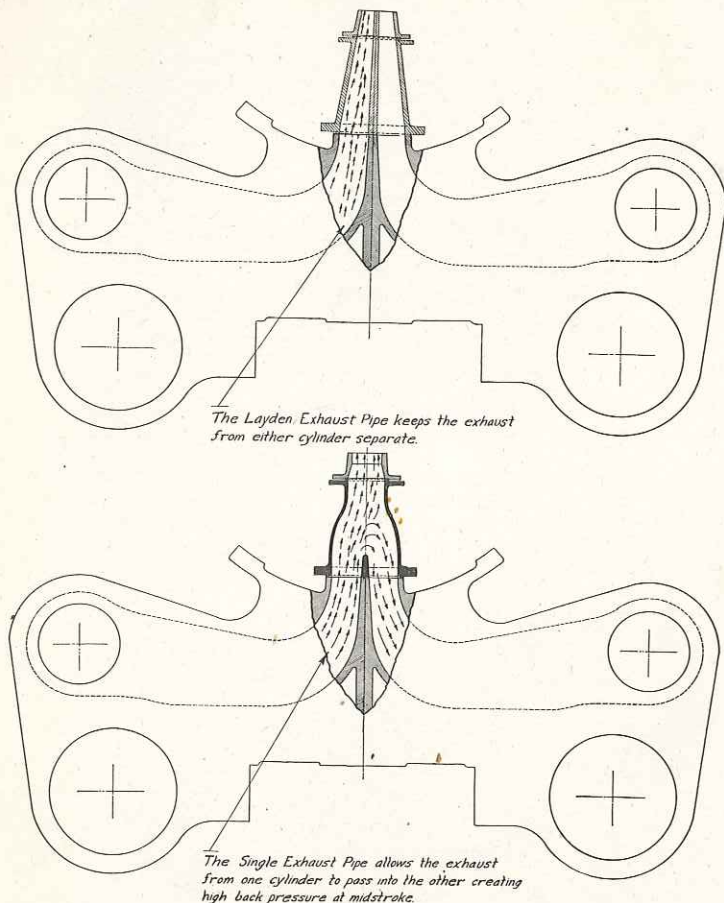 The Layden Exhaust Pipe keeps the exhaust
from either cylinder separate.
The Single Exhaust Pipe allows the exhaust
from one cylinder to pass into the other creating
high back pressure at midstroke.